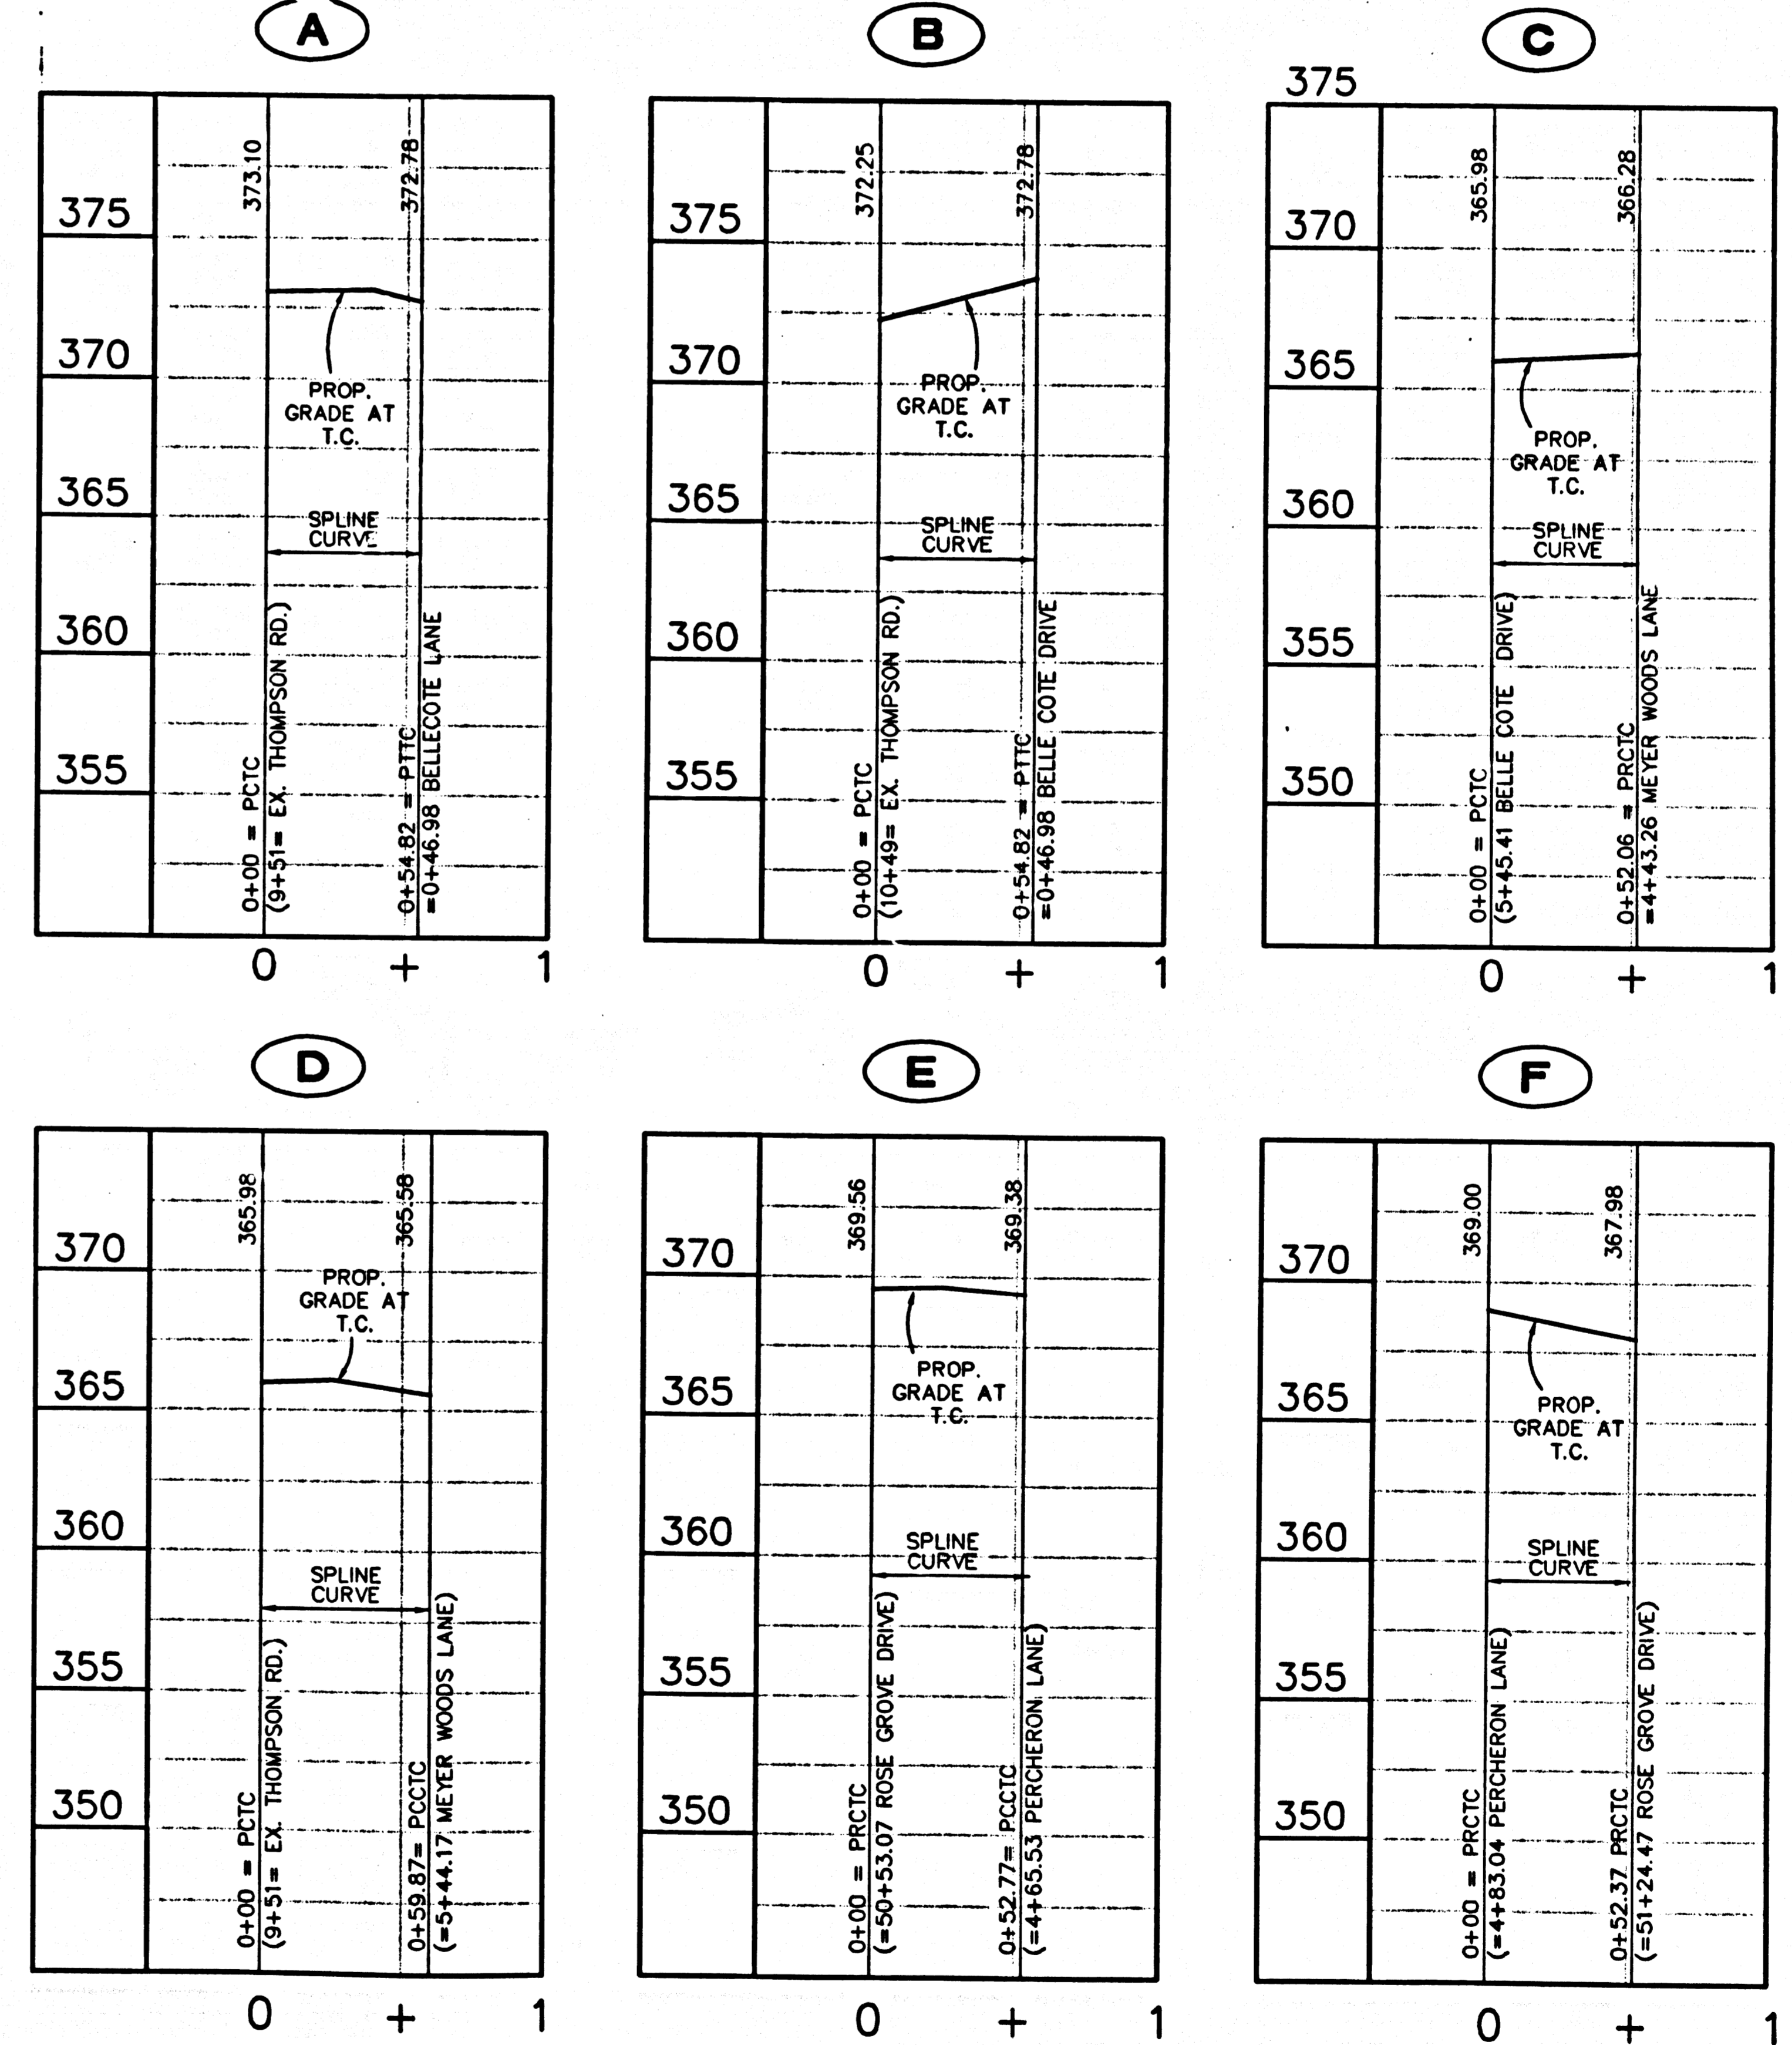 A
375
370
365
360
355
373.10
372.78
PROP.
GRADE AT
T.C.
SPLINE
CURVE
0+00 = PCTC
(9+51= EX. THOMPSON RD.)
0+54.82 = PTTC
=0+46.98 BELLECOTE LANE
0 + 1
B
375
370
365
360
355
372.25
372.78
PROP.
GRADE AT
T.C.
SPLINE
CURVE
0+00 = PCTC
(10+49= EX. THOMPSON RD.)
0+54.82 = PTTC
=0+46.98 BELLE COTE DRIVE
0 + 1
C
375
370
365
360
355
350
365.98
366.28
PROP.
GRADE AT
T.C.
SPLINE
CURVE
0+00 = PCTC
(5+45.41 BELLE COTE DRIVE)
0+52.06 = PRCTC
=4+43.26 MEYER WOODS LANE
0 + 1
D
370
365
360
355
350
365.98
365.58
PROP.
GRADE AT
T.C.
SPLINE
CURVE
0+00 = PCTC
(9+51= EX. THOMPSON RD.)
0+59.87= PCCTC
(=5+44.17 MEYER WOODS LANE)
0 + 1
E
370
365
360
355
350
369.56
369.38
PROP.
GRADE AT
T.C.
SPLINE
CURVE
0+00 = PRCTC
(=50+53.07 ROSE GROVE DRIVE)
0+52.77= PCCTC
(=4+65.53 PERCHERON LANE)
0 + 1
F
370
365
360
355
350
369.00
367.98
PROP.
GRADE AT
T.C.
SPLINE
CURVE
0+00 = PRCTC
(=4+83.04 PERCHERON LANE)
0+52.37 PRCTC
(=51+24.47 ROSE GROVE DRIVE)
0 + 1